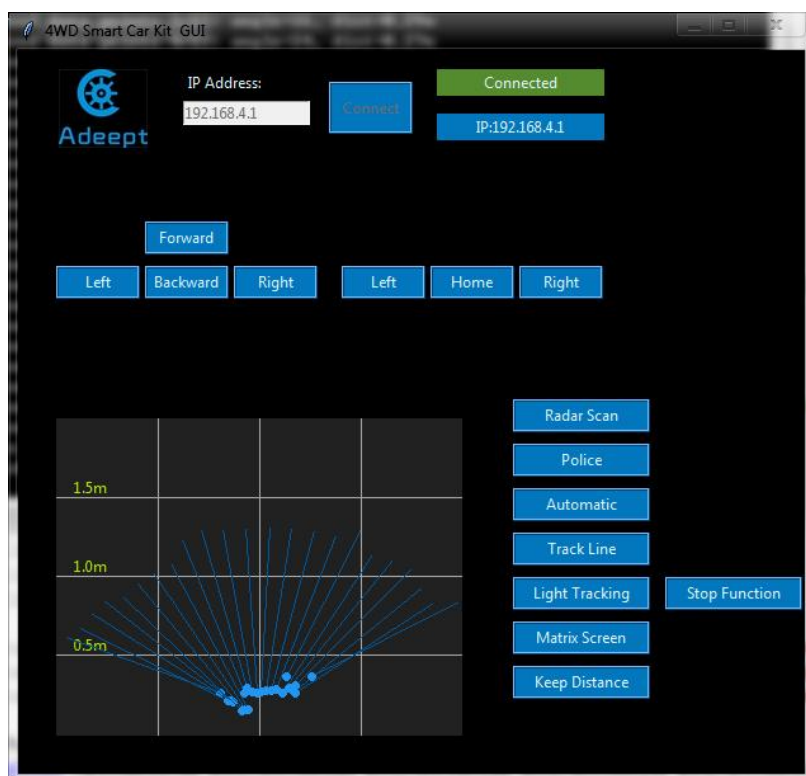 4WD Smart Car Kit GUI
Adeept
IP Address:
192.168.4.1
Connect
Connected
IP:192.168.4.1
Forward
Left Backward Right Left Home Right
Radar Scan
Police
Automatic
Track Line
Light Tracking Stop Function
Matrix Screen
Keep Distance
1.5m
1.0m
0.5m